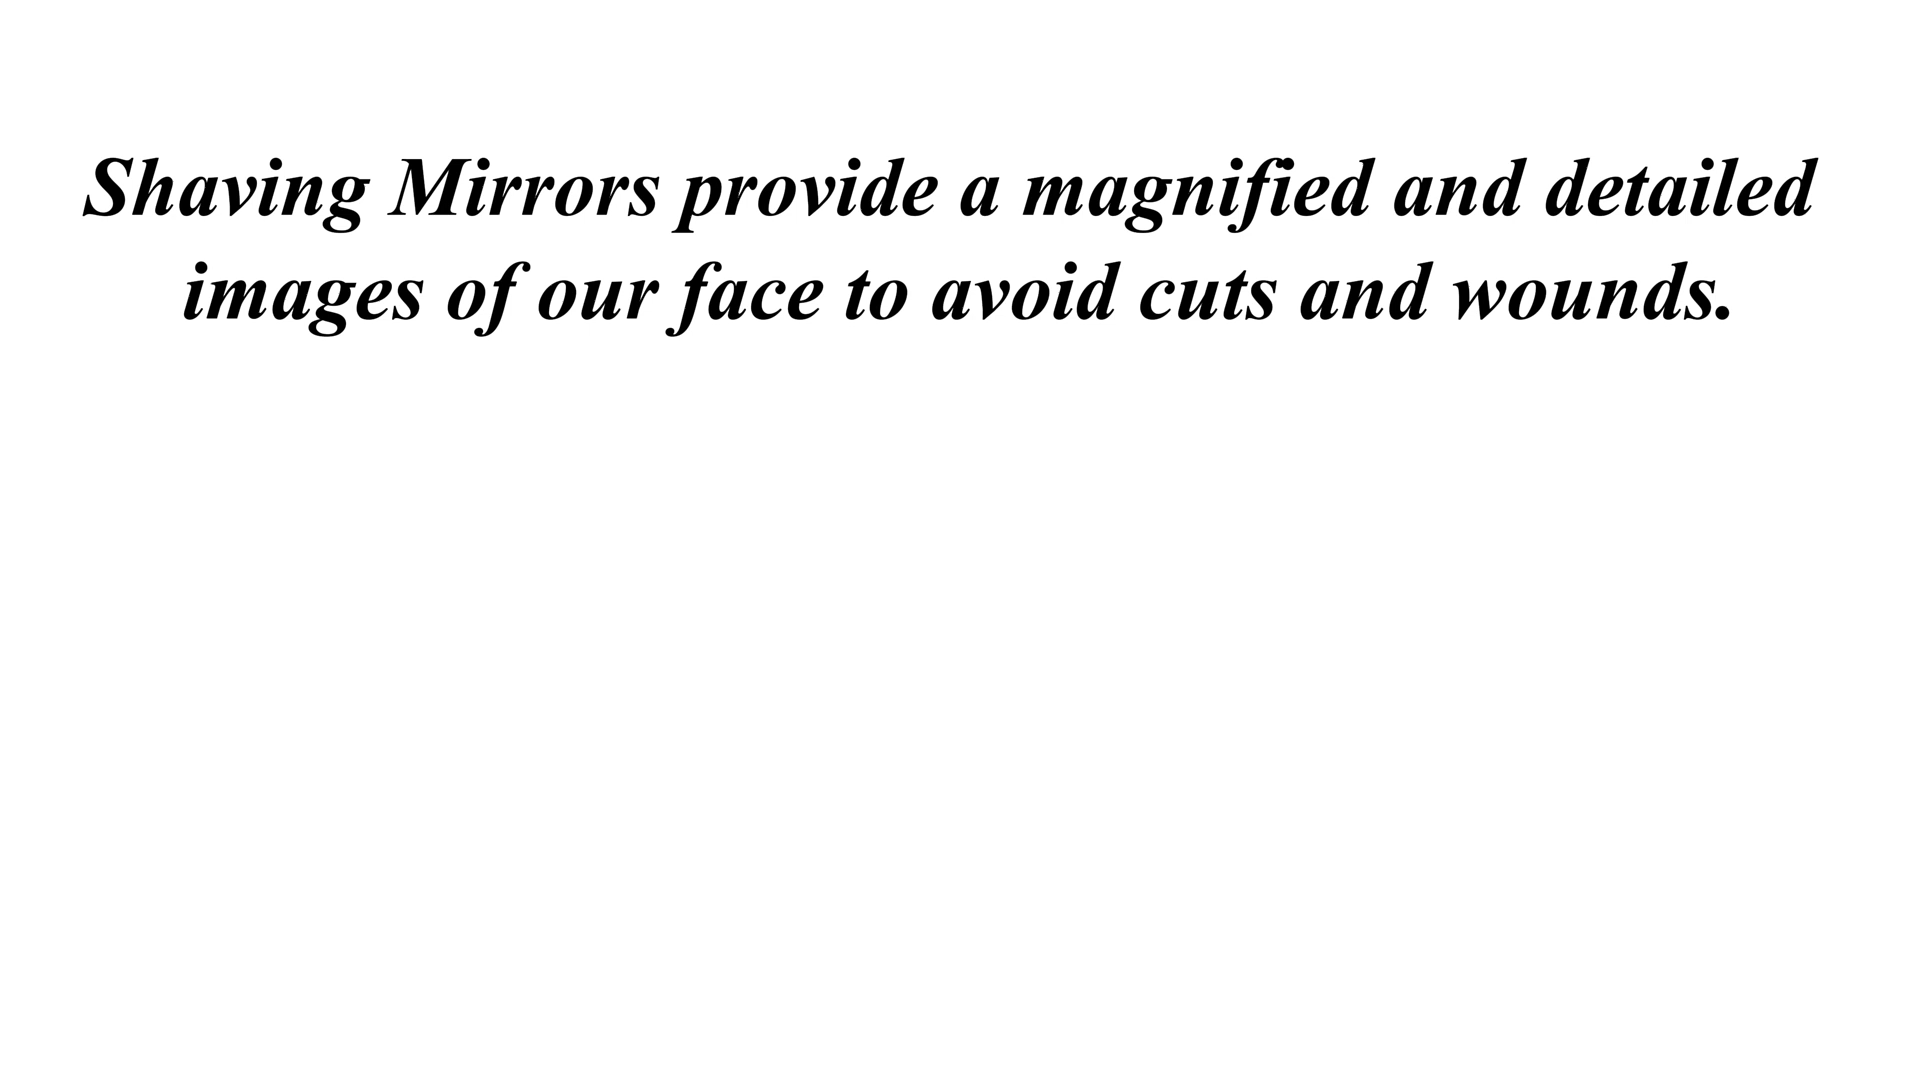 Shaving Mirrors provide a magnified and detailed
images of our face to avoid cuts and wounds.